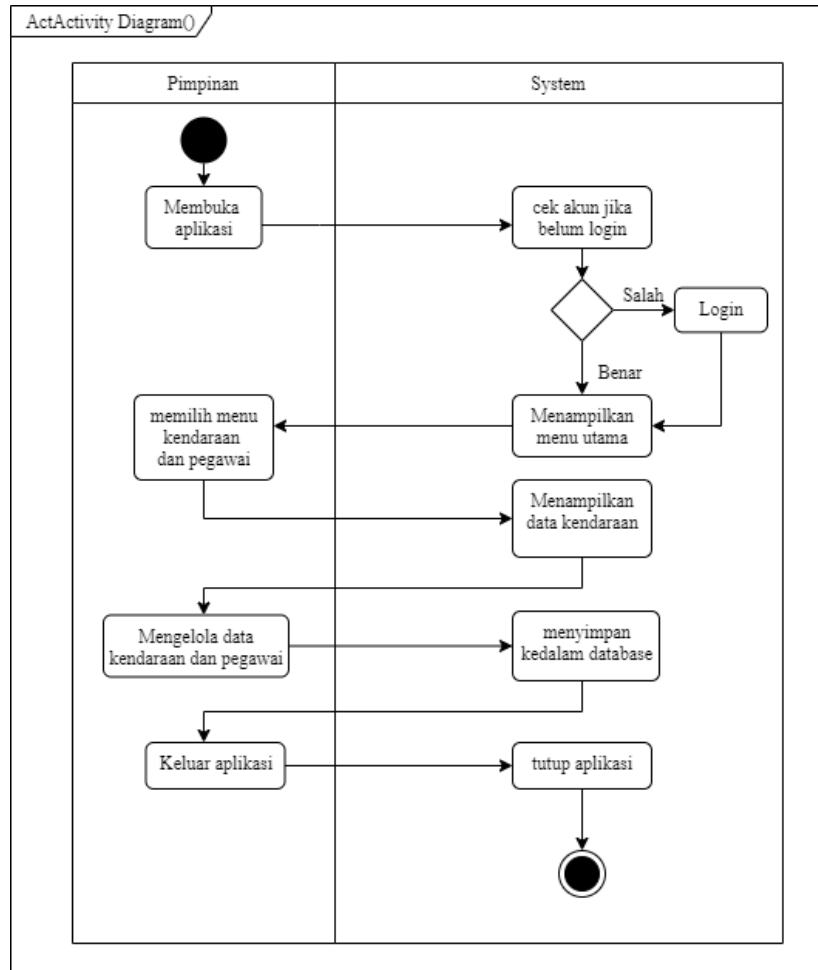 ActActivity Diagram()
Pimpinan
System
Membuka
aplikasi
cek akun jika
belum login
Salah
Login
Benar
memilih menu
kendaraan
dan pegawai
Menampilkan
menu utama
Menampilkan
data kendaraan
Mengelola data
kendaraan dan pegawai
menyimpan
kedalam database
Keluar aplikasi
tutup aplikasi